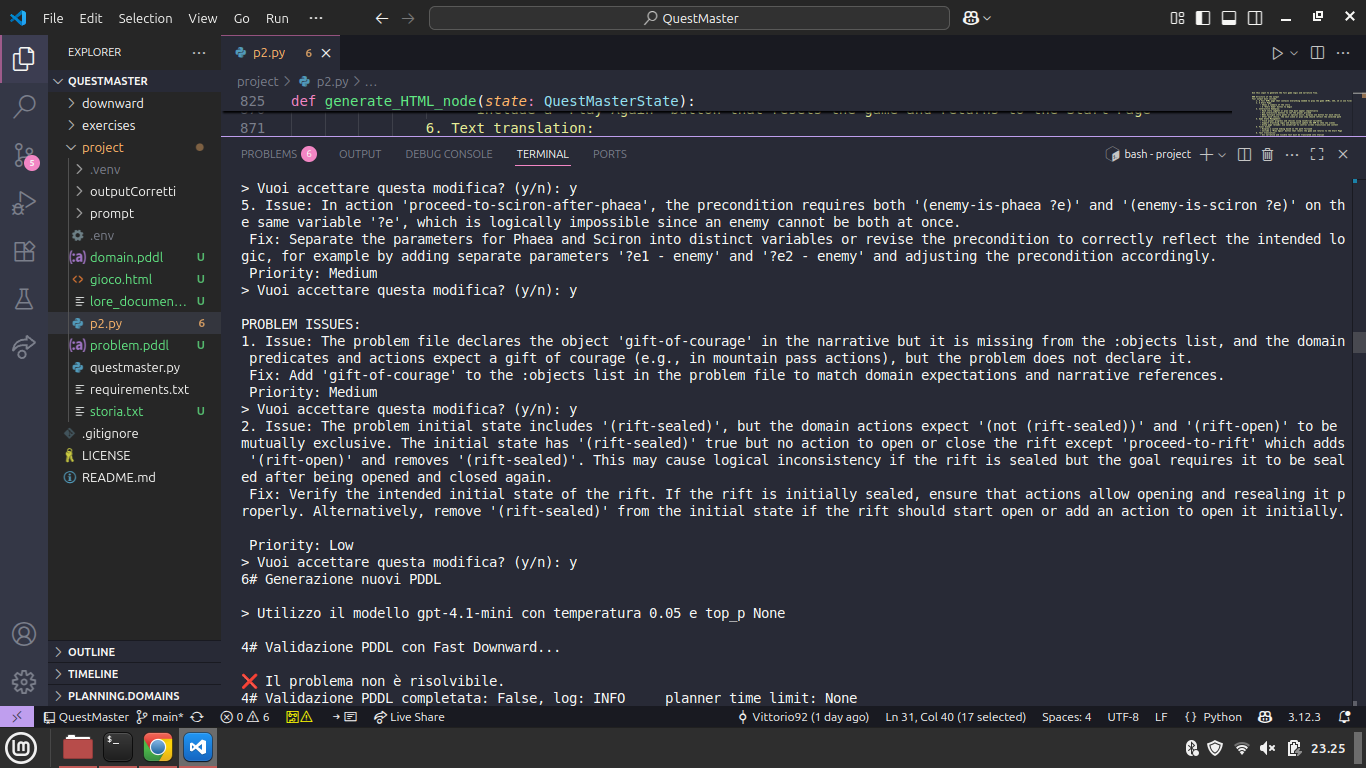 File Edit Selection View Go Run ··· QuestMaster
EXPLORER ···
QUESTMASTER
downward
exercises
project
.venv
outputCorretti
prompt
.env
domain.pddl U
gioco.html U
lore_documen... U
p2.py 6
problem.pddl U
questmaster.py
requirements.txt
storia.txt U
.gitignore
LICENSE
README.md
OUTLINE
TIMELINE
PLANNING.DOMAINS
5
p2.py 6
project > p2.py > ...
825 def generate_HTML_node(state: QuestMasterState):
871 6. Text translation:
PROBLEMS 6 OUTPUT DEBUG CONSOLE TERMINAL PORTS bash - project
> Vuoi accettare questa modifica? (y/n): y
5. Issue: In action 'proceed-to-sciron-after-phaea', the precondition requires both '(enemy-is-phaea ?e)' and '(enemy-is-sciron ?e)' on th
e same variable '?e', which is logically impossible since an enemy cannot be both at once.
Fix: Separate the parameters for Phaea and Sciron into distinct variables or revise the precondition to correctly reflect the intended lo
gic, for example by adding separate parameters '?e1 - enemy' and '?e2 - enemy' and adjusting the precondition accordingly.
Priority: Medium
> Vuoi accettare questa modifica? (y/n): y
PROBLEM ISSUES:
1. Issue: The problem file declares the object 'gift-of-courage' in the narrative but it is missing from the :objects list, and the domain
predicates and actions expect a gift of courage (e.g., in mountain pass actions), but the problem does not declare it.
Fix: Add 'gift-of-courage' to the :objects list in the problem file to match domain expectations and narrative references.
Priority: Medium
> Vuoi accettare questa modifica? (y/n): y
2. Issue: The problem initial state includes '(rift-sealed)', but the domain actions expect '(not (rift-sealed))' and '(rift-open)' to be
mutually exclusive. The initial state has '(rift-sealed)' true but no action to open or close the rift except 'proceed-to-rift' which adds
'(rift-open)' and removes '(rift-sealed)'. This may cause logical inconsistency if the rift is sealed but the goal requires it to be seal
ed after being opened and closed again.
Fix: Verify the intended initial state of the rift. If the rift is initially sealed, ensure that actions allow opening and resealing it p
roperly. Alternatively, remove '(rift-sealed)' from the initial state if the rift should start open or add an action to open it initially.
Priority: Low
> Vuoi accettare questa modifica? (y/n): y
6# Generazione nuovi PDDL
> Utilizzo il modello gpt-4.1-mini con temperatura 0.05 e top_p None
4# Validazione PDDL con Fast Downward...
❌ Il problema non è risolvibile.
4# Validazione PDDL completata: False, log: INFO planner time limit: None
QuestMaster main* 0 6 Live Share Vittorio92 (1 day ago) Ln 31, Col 40 (17 selected) Spaces: 4 UTF-8 LF {} Python 3.12.3
23.25